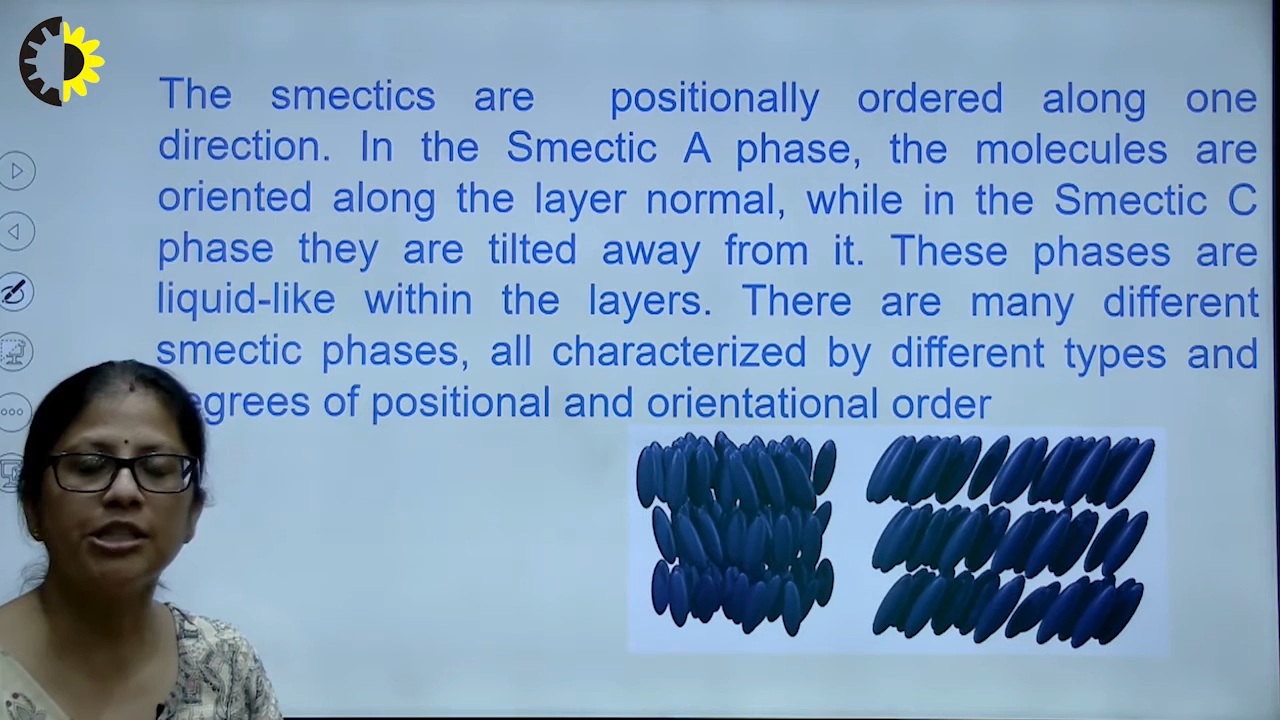 The smectics are positionally ordered along one
direction. In the Smectic A phase, the molecules are
oriented along the layer normal, while in the Smectic C
phase they are tilted away from it. These phases are
liquid-like within the layers. There are many different
smectic phases, all characterized by different types and
egrees of positional and orientational order